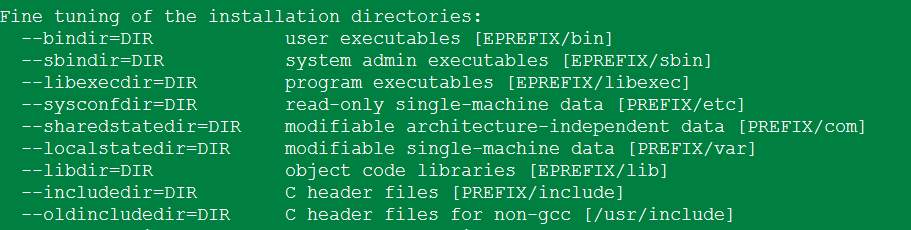 Fine tuning of the installation directories:
  --bindir=DIR            user executables [EPREFIX/bin]
  --sbindir=DIR           system admin executables [EPREFIX/sbin]
  --libexecdir=DIR        program executables [EPREFIX/libexec]
  --sysconfdir=DIR        read-only single-machine data [PREFIX/etc]
  --sharedstatedir=DIR    modifiable architecture-independent data [PREFIX/com]
  --localstatedir=DIR     modifiable single-machine data [PREFIX/var]
  --libdir=DIR            object code libraries [EPREFIX/lib]
  --includedir=DIR        C header files [PREFIX/include]
  --oldincludedir=DIR     C header files for non-gcc [/usr/include]